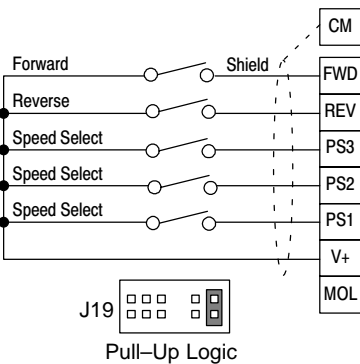 CM
Forward
Shield
FWD
Reverse
REV
Speed Select
PS3
Speed Select
PS2
Speed Select
PS1
V+
MOL
J19
Pull–Up Logic